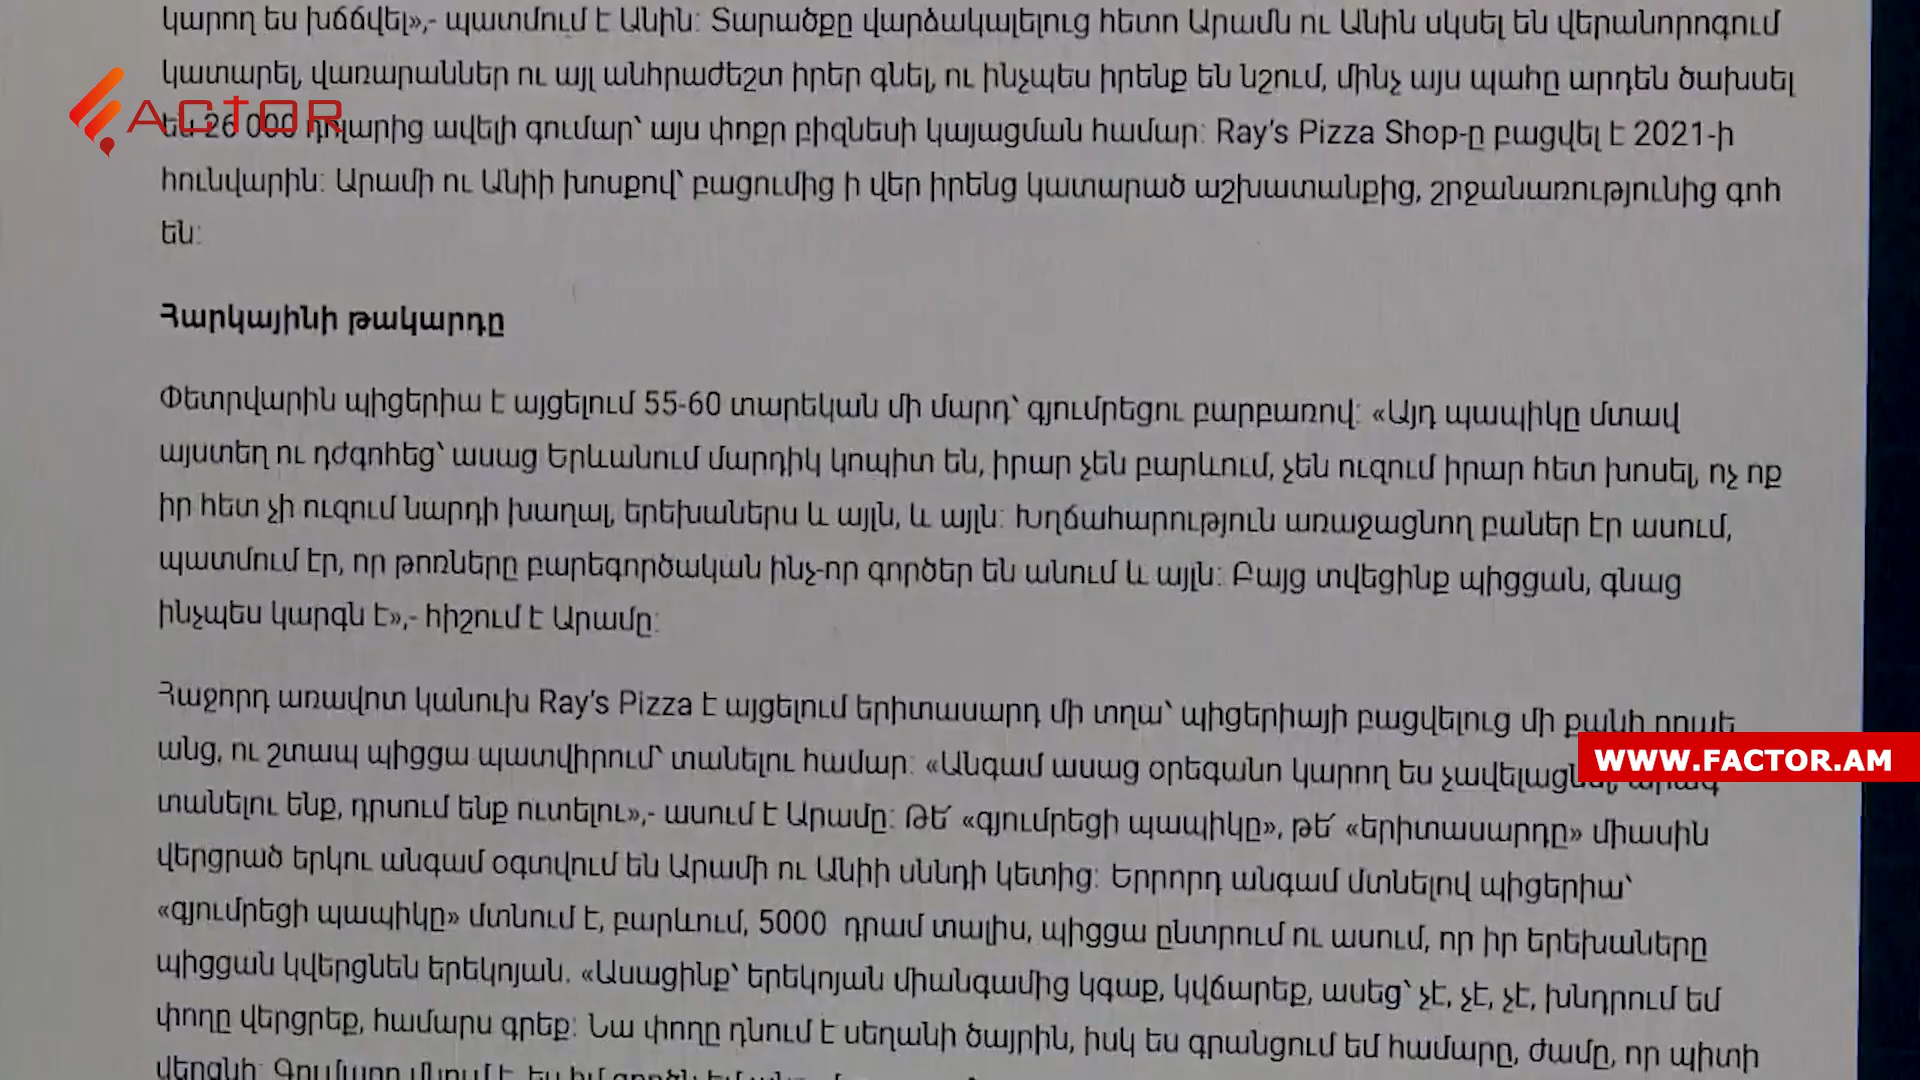 կարող ես խճճվել»,- պատմում է Անին: Տարածքը վարձակալելուց հետո Արամն ու Անին սկսել են վերանորոգում
կատարել, վառարաններ ու այլ անհրաժեշտ իրեր գնել, ու ինչպես իրենք են նշում, մինչ այս պահը արդեն ծախսել
FACTOR
են 26 000 դոլարից ավելի գումար՝ այս փոքր բիզնեսի կայացման համար: Ray’s Pizza Shop-ը բացվել է 2021-ի
հունվարին: Արամի ու Անիի խոսքով՝ բացումից ի վեր իրենց կատարած աշխատանքից, շրջանառությունից գոհ
են:
Հարկայինի թակարդը
Փետրվարին պիցերիա է այցելում 55-60 տարեկան մի մարդ՝ գյումրեցու բարբառով: «Այդ պապիկը մտավ
այստեղ ու դժգոհեց՝ ասաց Երևանում մարդիկ կոպիտ են, իրար չեն բարևում, չեն ուզում իրար հետ խոսել, ոչ ոք
իր հետ չի ուզում նարդի խաղալ, երեխաներս և այլն, և այլն: Խղճահարություն առաջացնող բաներ էր ասում,
պատմում էր, որ թոռները բարեգործական ինչ-որ գործեր են անում և այլն: Բայց տվեցինք պիցցան, գնաց
ինչպես կարգն է»,- հիշում է Արամը:
Հաջորդ առավոտ կանուխ Ray’s Pizza է այցելում երիտասարդ մի տղա՝ պիցերիայի բացվելուց մի քանի րոպե
անց, ու շտապ պիցցա պատվիրում՝ տանելու համար: «Անգամ ասաց օրեգանո կարող ես չավելացնել, արագ
WWW.FACTOR.AM
տանելու ենք, դրսում ենք ուտելու»,- ասում է Արամը: Թե՛ «գյումրեցի պապիկը», թե՛ «երիտասարդը» միասին
վերցրած երկու անգամ օգտվում են Արամի ու Անիի սննդի կետից: Երրորդ անգամ մտնելով պիցերիա՝
«գյումրեցի պապիկը» մտնում է, բարևում, 5000 դրամ տալիս, պիցցա ընտրում ու ասում, որ իր երեխաները
պիցցան կվերցնեն երեկոյան. «Ասացինք՝ երեկոյան միանգամից կգաք, կվճարեք, ասեց՝ չէ, չէ, չէ, խնդրում եմ
փողը վերցրեք, համարս գրեք: Նա փողը դնում է սեղանի ծայրին, իսկ ես գրանցում եմ համարը, ժամը, որ պիտի
վերցնի: